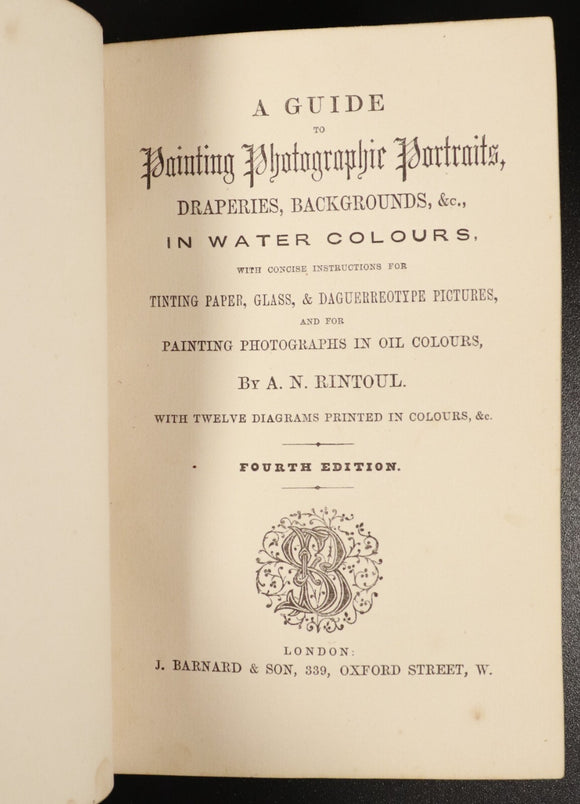 A GUIDE
TO
Painting Photographic Portraits,
DRAPERIES, BACKGROUNDS, &c.,
IN WATER COLOURS,
WITH CONCISE INSTRUCTIONS FOR
TINTING PAPER, GLASS, & DAGUERREOTYPE PICTURES,
AND FOR
PAINTING PHOTOGRAPHS IN OIL COLOURS,
By A. N. RINTOUL.
WITH TWELVE DIAGRAMS PRINTED IN COLOURS, &c.
FOURTH EDITION.
LONDON:
J. BARNARD & SON, 339, OXFORD STREET, W.